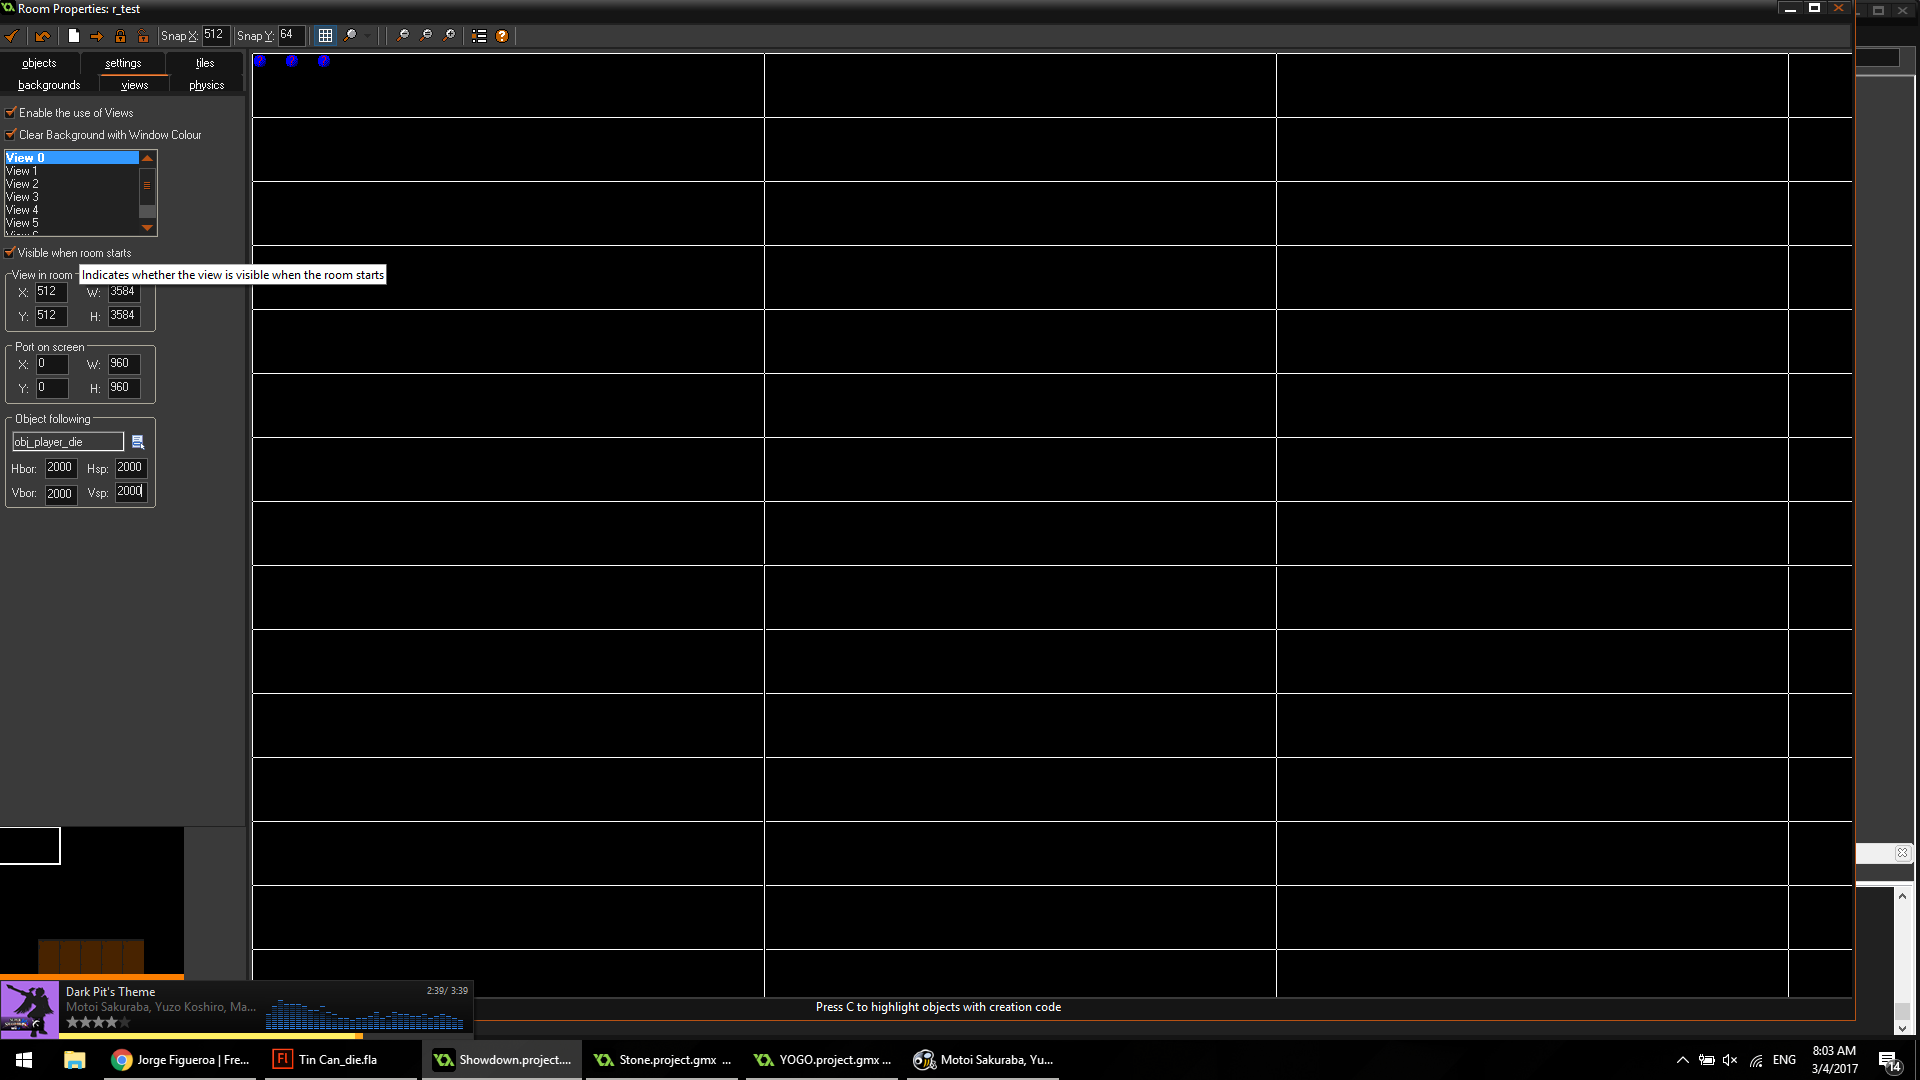 Room Properties: r_test
Snap X: 512 Snap Y: 64
objects settings tiles
backgrounds views physics
Enable the use of Views
Clear Background with Window Colour
View 0
View 1
View 2
View 3
View 4
View 5
Visible when room starts
View in room
Indicates whether the view is visible when the room starts
X: 512 W: 3584
Y: 512 H: 3584
Port on screen
X: 0 W: 960
Y: 0 H: 960
Object following
obj_player_die
Hbor: 2000 Hsp: 2000
Vbor: 2000 Vsp: 2000
? ? ?
Press C to highlight objects with creation code
Dark Pit's Theme 2:39/ 3:39
Motoi Sakuraba, Yuzo Koshiro, Ma...
Jorge Figueroa | Fre...
Fl Tin Can_die.fla
Showdown.project....
Stone.project.gmx ...
YOGO.project.gmx ...
Motoi Sakuraba, Yu...
ENG
8:03 AM
3/4/2017
14